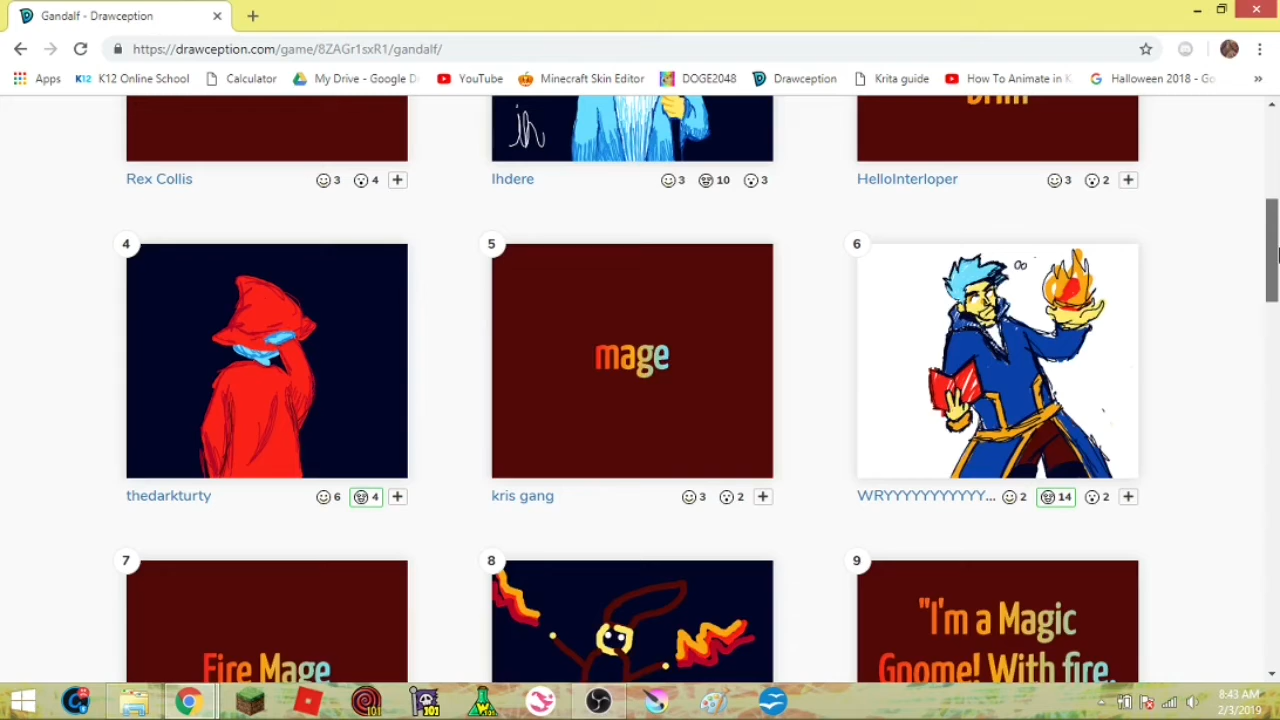 Gandalf - Drawception
https://drawception.com/game/8ZAGr1sxR1/gandalf/
Apps K12 K12 Online School Calculator My Drive - Google D YouTube Minecraft Skin Editor DOGE2048 Drawception Krita guide How To Animate in K Halloween 2018 - Go »
ih
Rex Collis 3 4 +
Ihdere 3 10 3
HelloInterloper 3 2 +
4
5
mage
6
thedarkturty 6 4 +
kris gang 3 2 +
WRYYYYYYYYYYY... 2 14 2 +
7
Fire Mage
8
9
"I'm a Magic
Gnome! With fire.
8:43 AM
2/3/2019